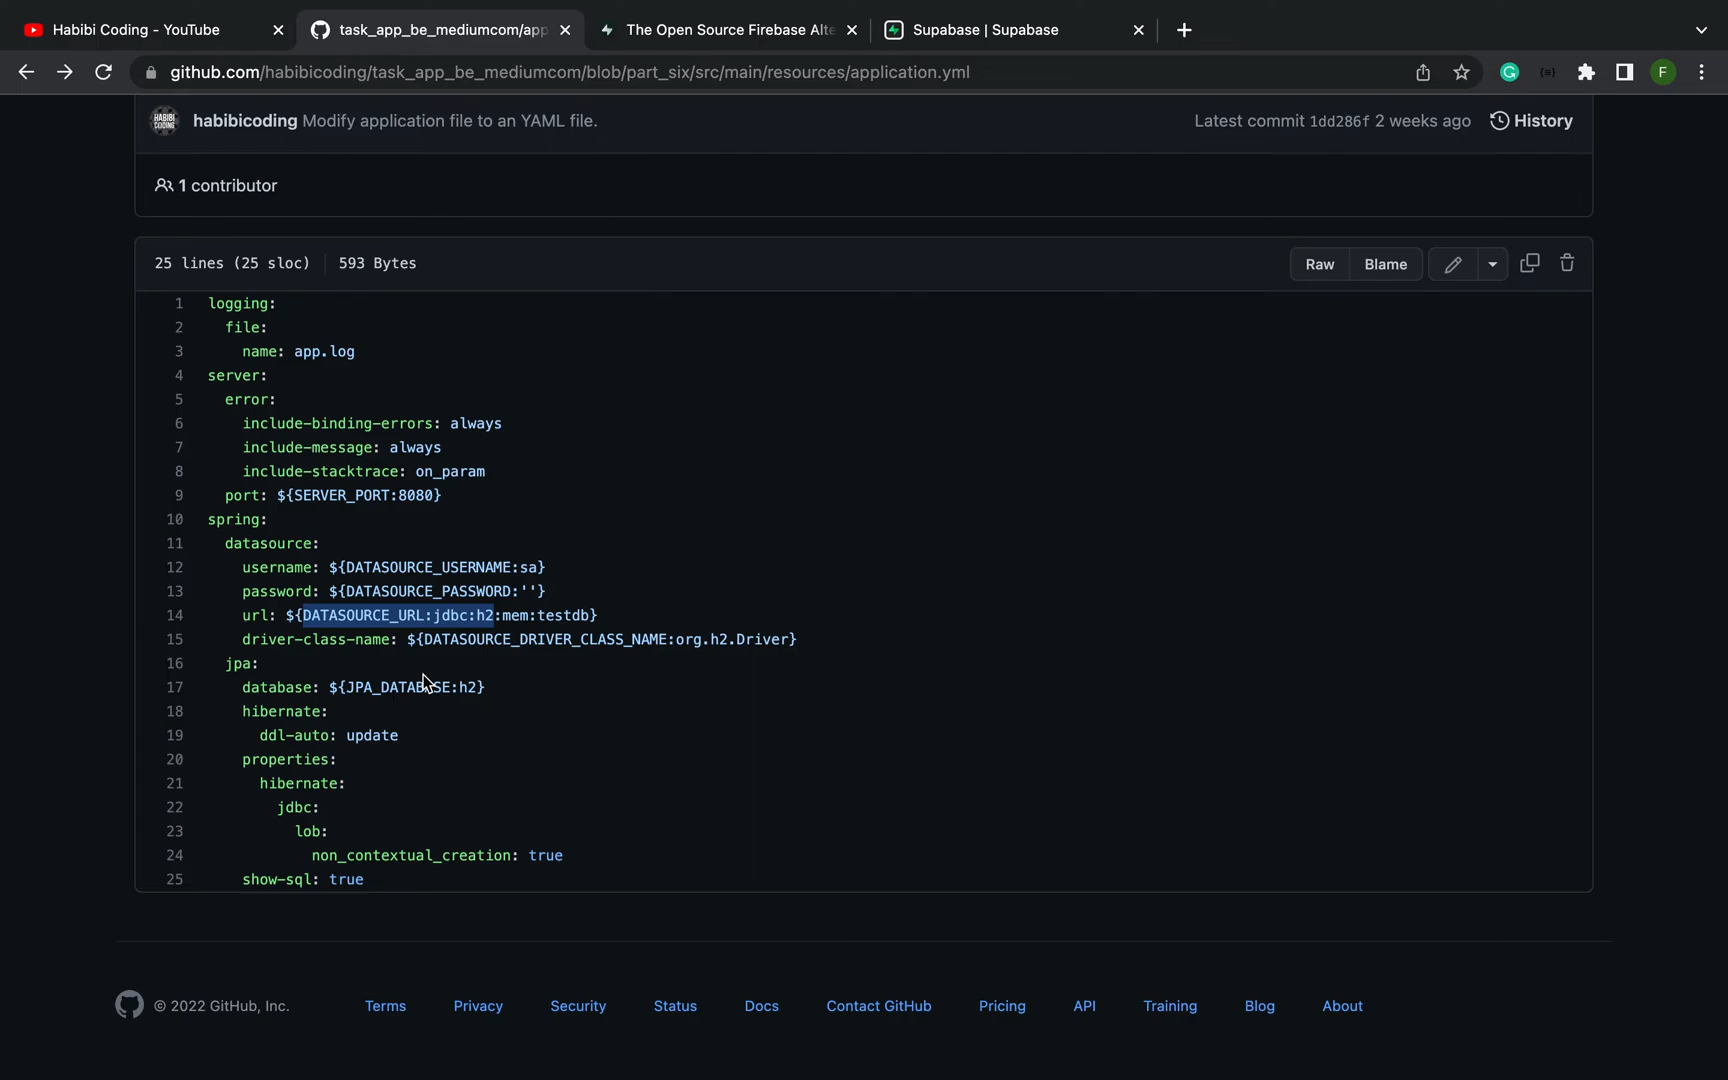 Habibi Coding - YouTube
task_app_be_mediumcom/app
The Open Source Firebase Alte
Supabase | Supabase
github.com/habibicoding/task_app_be_mediumcom/blob/part_six/src/main/resources/application.yml
F
habibicoding Modify application file to an YAML file.
Latest commit 1dd286f 2 weeks ago
History
1 contributor
25 lines (25 sloc)
593 Bytes
Raw
Blame
1 logging:
2   file:
3     name: app.log
4 server:
5   error:
6     include-binding-errors: always
7     include-message: always
8     include-stacktrace: on_param
9   port: ${SERVER_PORT:8080}
10 spring:
11   datasource:
12     username: ${DATASOURCE_USERNAME:sa}
13     password: ${DATASOURCE_PASSWORD:''}
14     url: ${DATASOURCE_URL:jdbc:h2:mem:testdb}
15     driver-class-name: ${DATASOURCE_DRIVER_CLASS_NAME:org.h2.Driver}
16   jpa:
17     database: ${JPA_DATABASE:h2}
18     hibernate:
19       ddl-auto: update
20     properties:
21       hibernate:
22         jdbc:
23           lob:
24             non_contextual_creation: true
25     show-sql: true
© 2022 GitHub, Inc.
Terms
Privacy
Security
Status
Docs
Contact GitHub
Pricing
API
Training
Blog
About